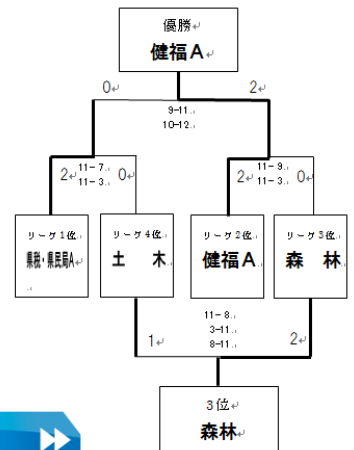 優勝
健福A
0 2
9-11.
10-12.
2 11-7. 0 2 11-9. 0
11-3. 11-3.
リーグ1位. リーグ4位. リーグ2位. リーグ3位.
県税・県民局A 土 木 健福A 森 林
11-8.
3-11.
1 8-11. 2
3位
森林